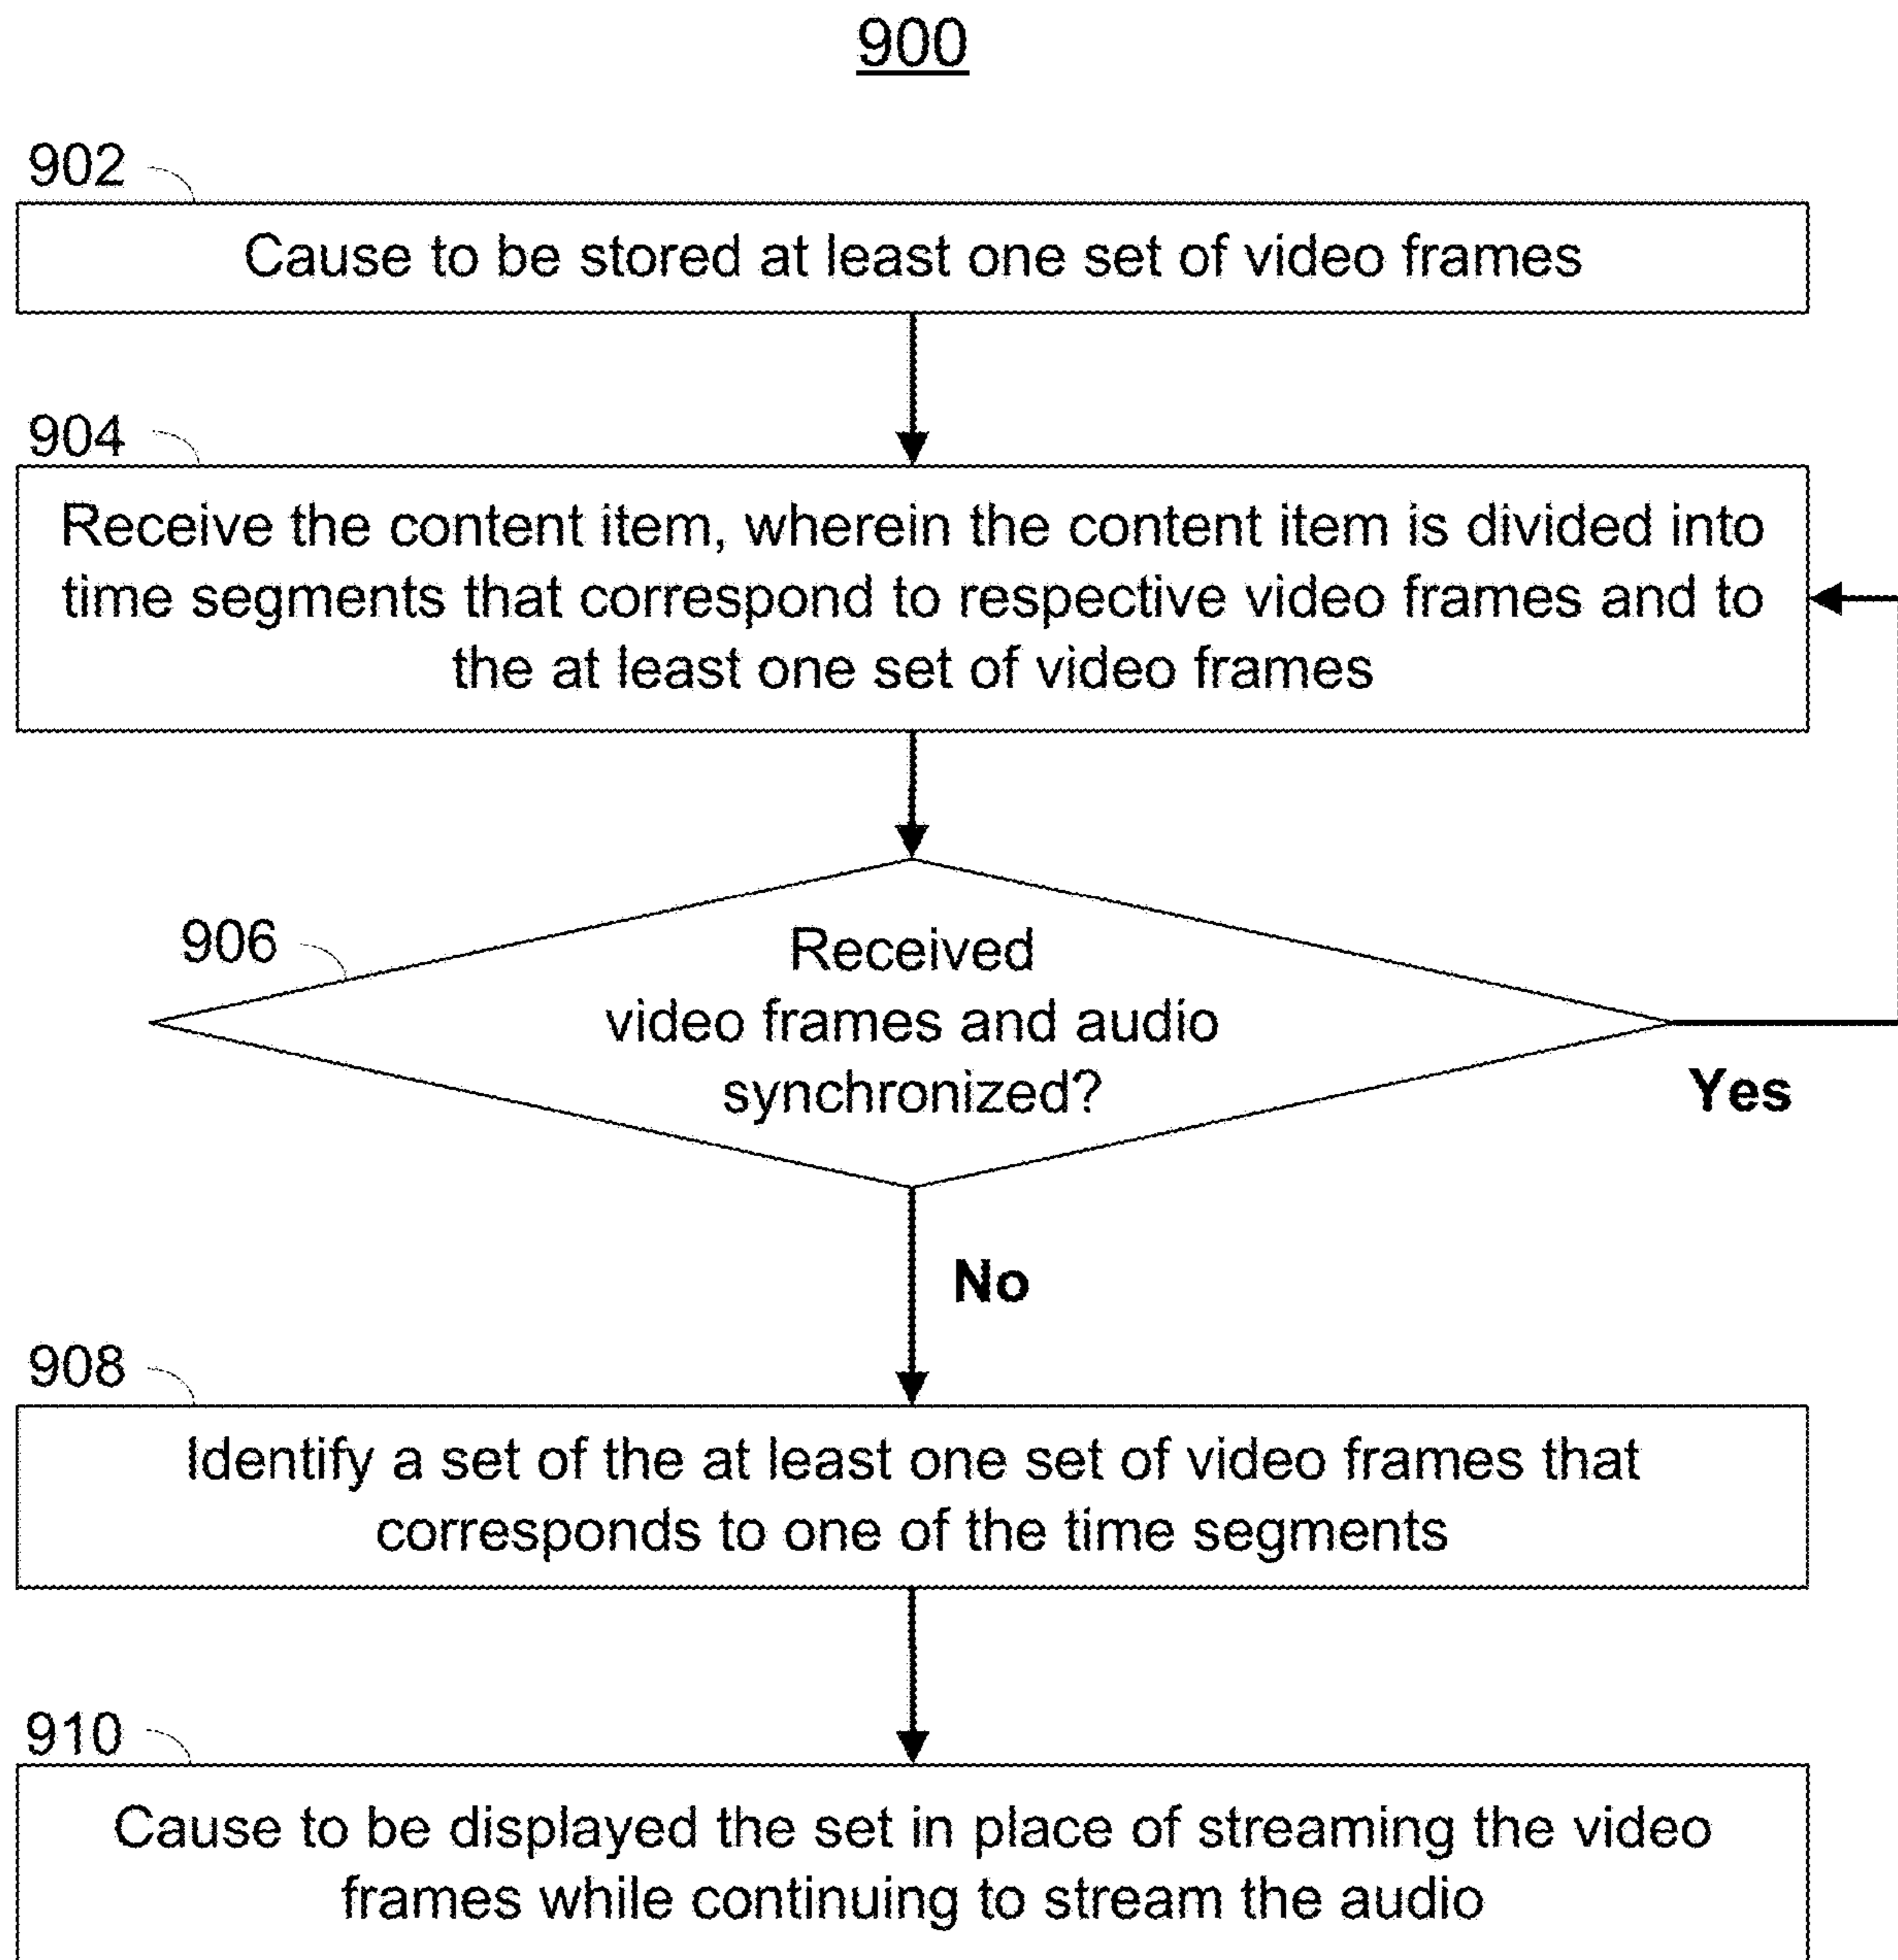 900
902
Cause to be stored at least one set of video frames
904
Receive the content item, wherein the content item is divided into
time segments that correspond to respective video frames and to
the at least one set of video frames
906
Received
video frames and audio
synchronized?
Yes
No
908
Identify a set of the at least one set of video frames that
corresponds to one of the time segments
910
Cause to be displayed the set in place of streaming the video
frames while continuing to stream the audio